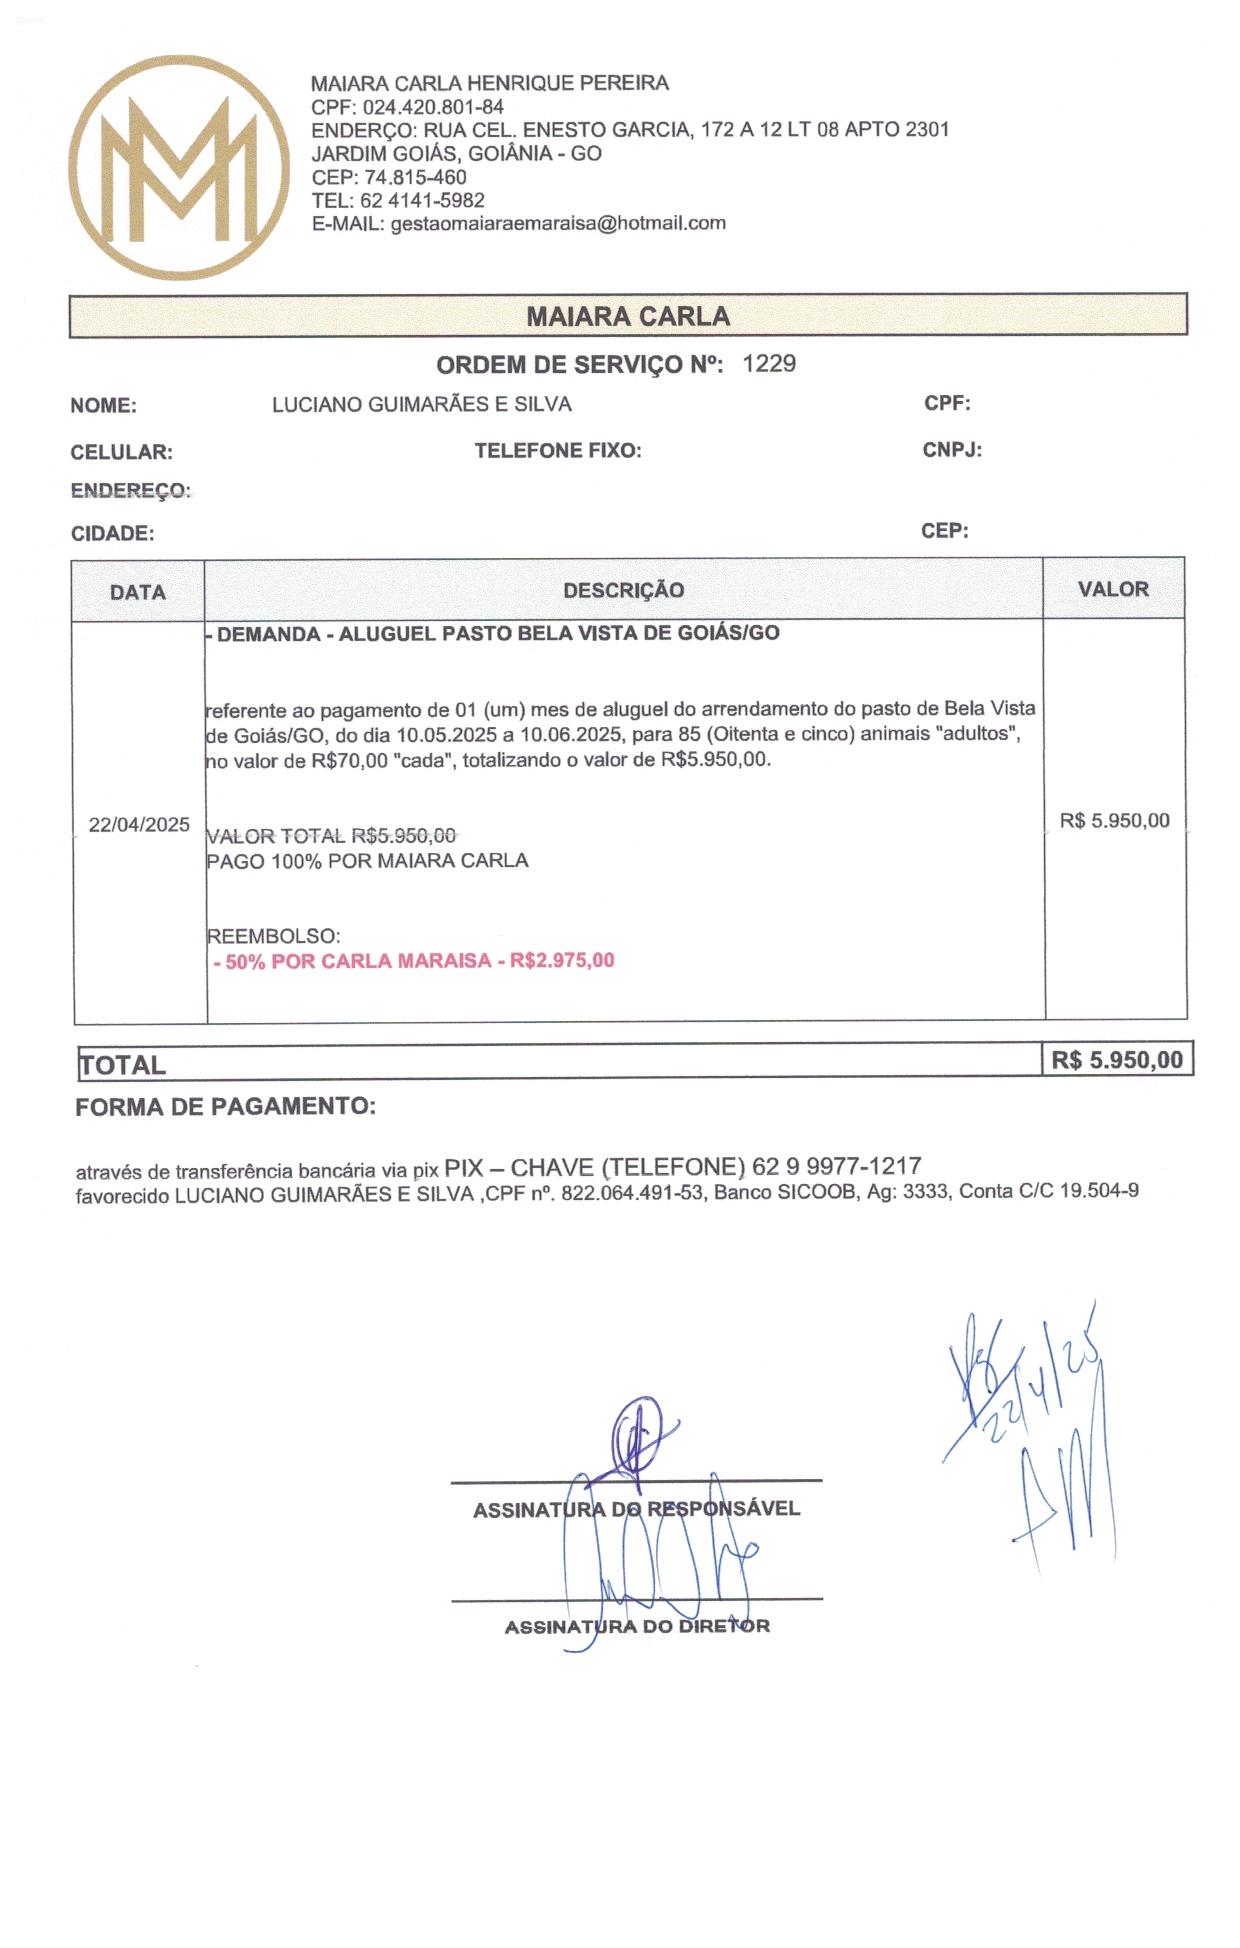 MAIARA CARLA HENRIQUE PEREIRA
CPF: 024.420.801-84
ENDERÇO: RUA CEL. ENESTO GARCIA, 172 A 12 LT 08 APTO 2301
JARDIM GOIÁS, GOIÂNIA - GO
CEP: 74.815-460
TEL: 62 4141-5982
E-MAIL: gestaomaiaraemaraisa@hotmail.com
MAIARA CARLA
ORDEM DE SERVIÇO Nº: 1229
NOME: LUCIANO GUIMARÃES E SILVA CPF:
CELULAR: TELEFONE FIXO: CNPJ:
ENDEREÇO:
CIDADE: CEP:
DATA DESCRIÇÃO VALOR
- DEMANDA - ALUGUEL PASTO BELA VISTA DE GOIÁS/GO
referente ao pagamento de 01 (um) mes de aluguel do arrendamento do pasto de Bela Vista
de Goiás/GO, do dia 10.05.2025 a 10.06.2025, para 85 (Oitenta e cinco) animais "adultos",
no valor de R$70,00 "cada", totalizando o valor de R$5.950,00.
22/04/2025 R$ 5.950,00
VALOR TOTAL R$5.950,00
PAGO 100% POR MAIARA CARLA
REEMBOLSO:
- 50% POR CARLA MARAISA - R$2.975,00
TOTAL R$ 5.950,00
FORMA DE PAGAMENTO:
através de transferência bancária via pix PIX – CHAVE (TELEFONE) 62 9 9977-1217
favorecido LUCIANO GUIMARÃES E SILVA ,CPF nº. 822.064.491-53, Banco SICOOB, Ag: 3333, Conta C/C 19.504-9
22/4/25
ASSINATURA DO RESPONSÁVEL
ASSINATURA DO DIRETOR